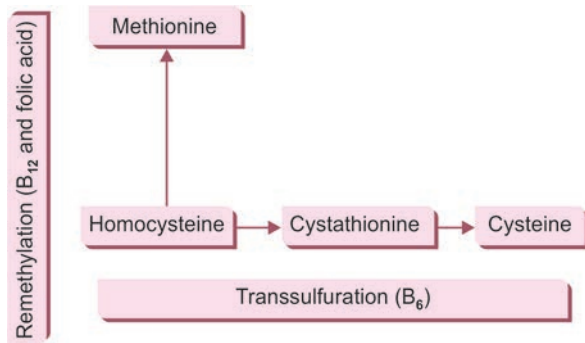 Methionine
Remethylation (B12 and folic acid)
Homocysteine
Cystathionine
Cysteine
Transsulfuration (B6)